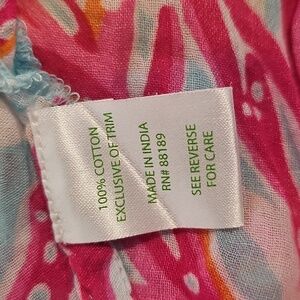 100% COTTON
EXCLUSIVE OF TRIM
MADE IN INDIA
RN# 88189
SEE REVERSE
FOR CARE